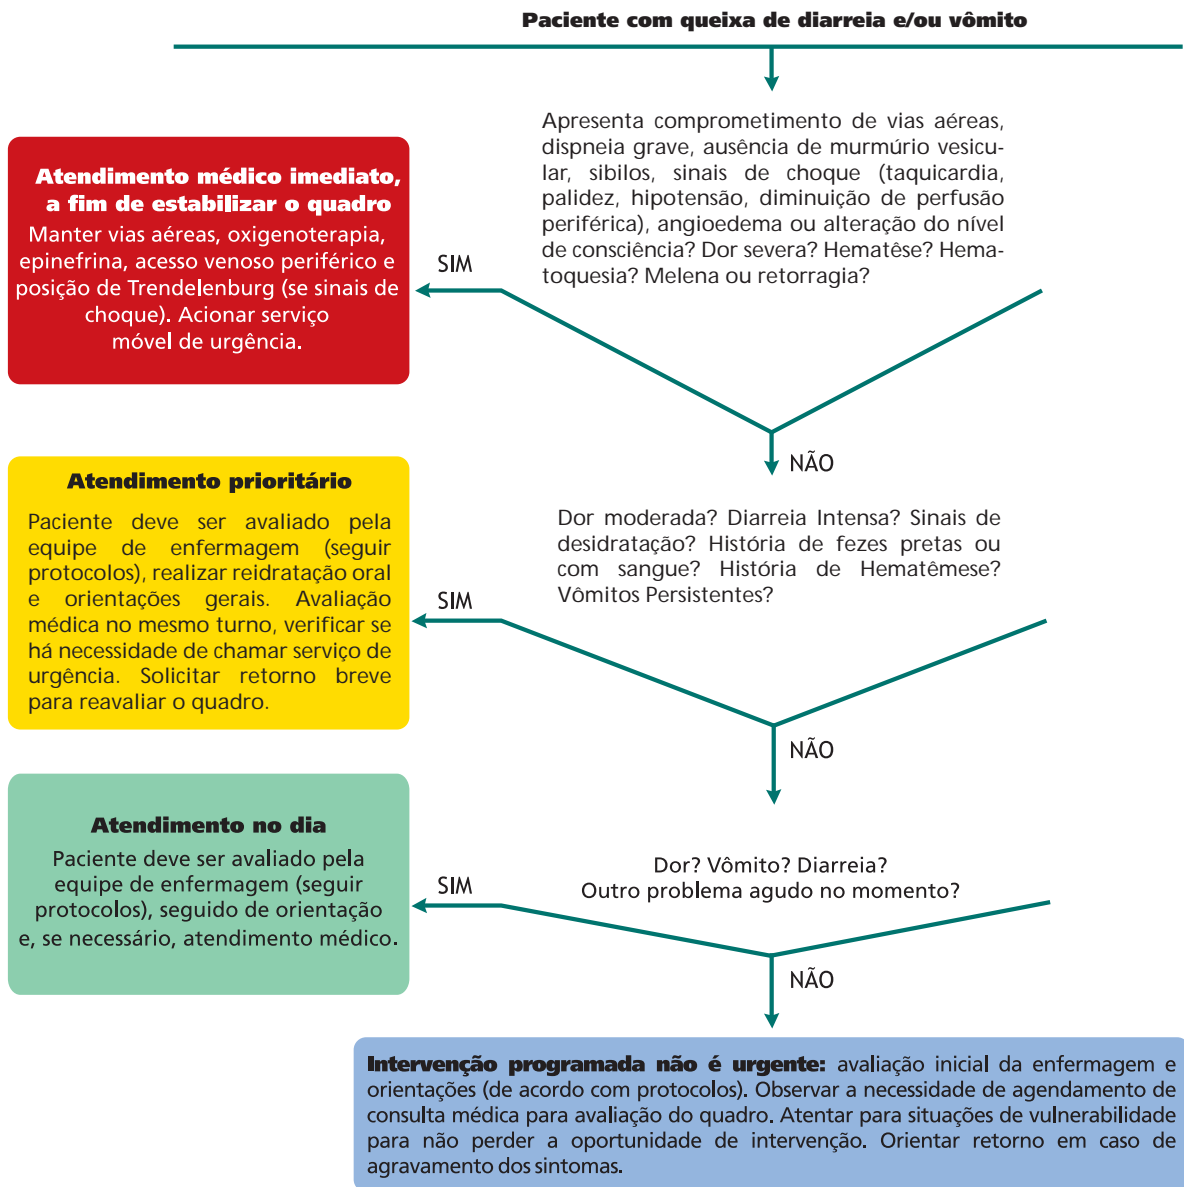 Paciente com queixa de diarreia e/ou vômito
Apresenta comprometimento de vias aéreas,
dispneia grave, ausência de murmúrio vesicu-
lar, sibilos, sinais de choque (taquicardia,
palidez, hipotensão, diminuição de perfusão
periférica), angioedema ou alteração do nível
de consciência? Dor severa? Hematêse? Hema-
toquesia? Melena ou retorragia?
SIM
Atendimento médico imediato,
a fim de estabilizar o quadro
Manter vias aéreas, oxigenoterapia,
epinefrina, acesso venoso periférico e
posição de Trendelenburg (se sinais de
choque). Acionar serviço
móvel de urgência.
NÃO
Dor moderada? Diarreia Intensa? Sinais de
desidratação? História de fezes pretas ou
com sangue? História de Hematêmese?
Vômitos Persistentes?
SIM
Atendimento prioritário
Paciente deve ser avaliado pela
equipe de enfermagem (seguir
protocolos), realizar reidratação oral
e orientações gerais. Avaliação
médica no mesmo turno, verificar se
há necessidade de chamar serviço de
urgência. Solicitar retorno breve
para reavaliar o quadro.
NÃO
Dor? Vômito? Diarreia?
Outro problema agudo no momento?
SIM
Atendimento no dia
Paciente deve ser avaliado pela
equipe de enfermagem (seguir
protocolos), seguido de orientação
e, se necessário, atendimento médico.
NÃO
Intervenção programada não é urgente: avaliação inicial da enfermagem e
orientações (de acordo com protocolos). Observar a necessidade de agendamento de
consulta médica para avaliação do quadro. Atentar para situações de vulnerabilidade
para não perder a oportunidade de intervenção. Orientar retorno em caso de
agravamento dos sintomas.